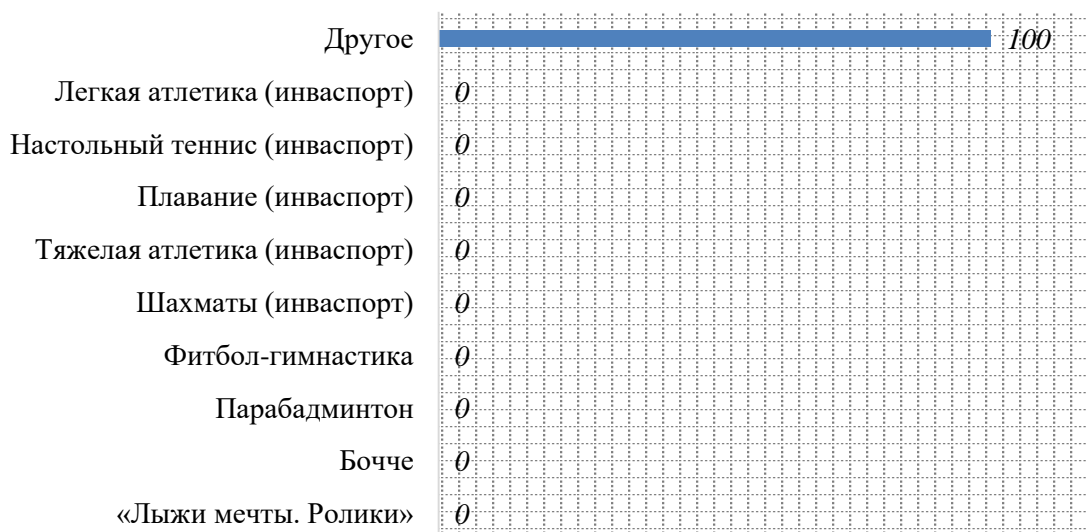 Другое 100
Легкая атлетика (инваспорт) 0
Настольный теннис (инваспорт) 0
Плавание (инваспорт) 0
Тяжелая атлетика (инваспорт) 0
Шахматы (инваспорт) 0
Фитбол-гимнастика 0
Парабадминтон 0
Бочче 0
«Лыжи мечты. Ролики» 0